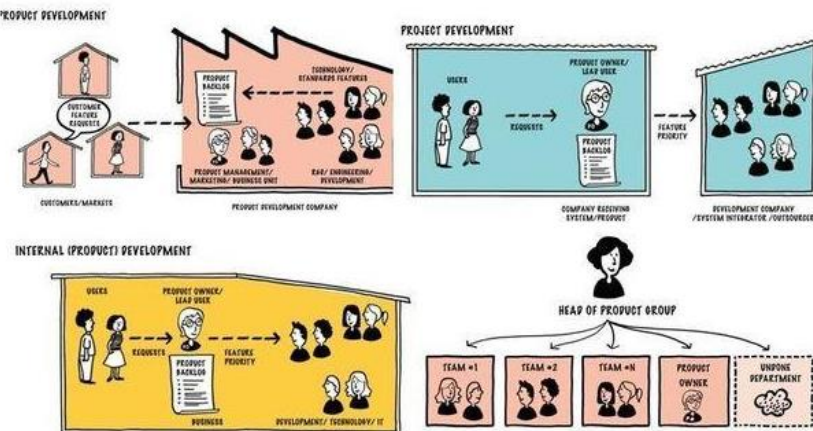 PRODUCT DEVELOPMENT
CUSTOMER
FEATURE
REQUESTS
CUSTOMERS/MARKETS
PRODUCT
BACKLOG
TECHNOLOGY/
STANDARDS FEATURES
PRODUCT MANAGEMENT/
MARKETING/ BUSINESS UNIT
R&D/ ENGINEERING/
DEVELOPMENT
PRODUCT DEVELOPMENT COMPANY
PROJECT DEVELOPMENT
USERS
PRODUCT OWNER/
LEAD USER
REQUESTS
PRODUCT
BACKLOG
FEATURE
PRIORITY
COMPANY RECEIVING
SYSTEM/PRODUCT
DEVELOPMENT COMPANY
/SYSTEM INTEGRATOR /OUTSOURCER
INTERNAL (PRODUCT) DEVELOPMENT
USERS
PRODUCT OWNER/
LEAD USER
REQUESTS
FEATURE
PRIORITY
PRODUCT
BACKLOG
BUSINESS
DEVELOPMENT/ TECHNOLOGY/ IT
HEAD OF PRODUCT GROUP
TEAM #1
TEAM #2
TEAM #N
PRODUCT
OWNER
UNDONE
DEPARTMENT